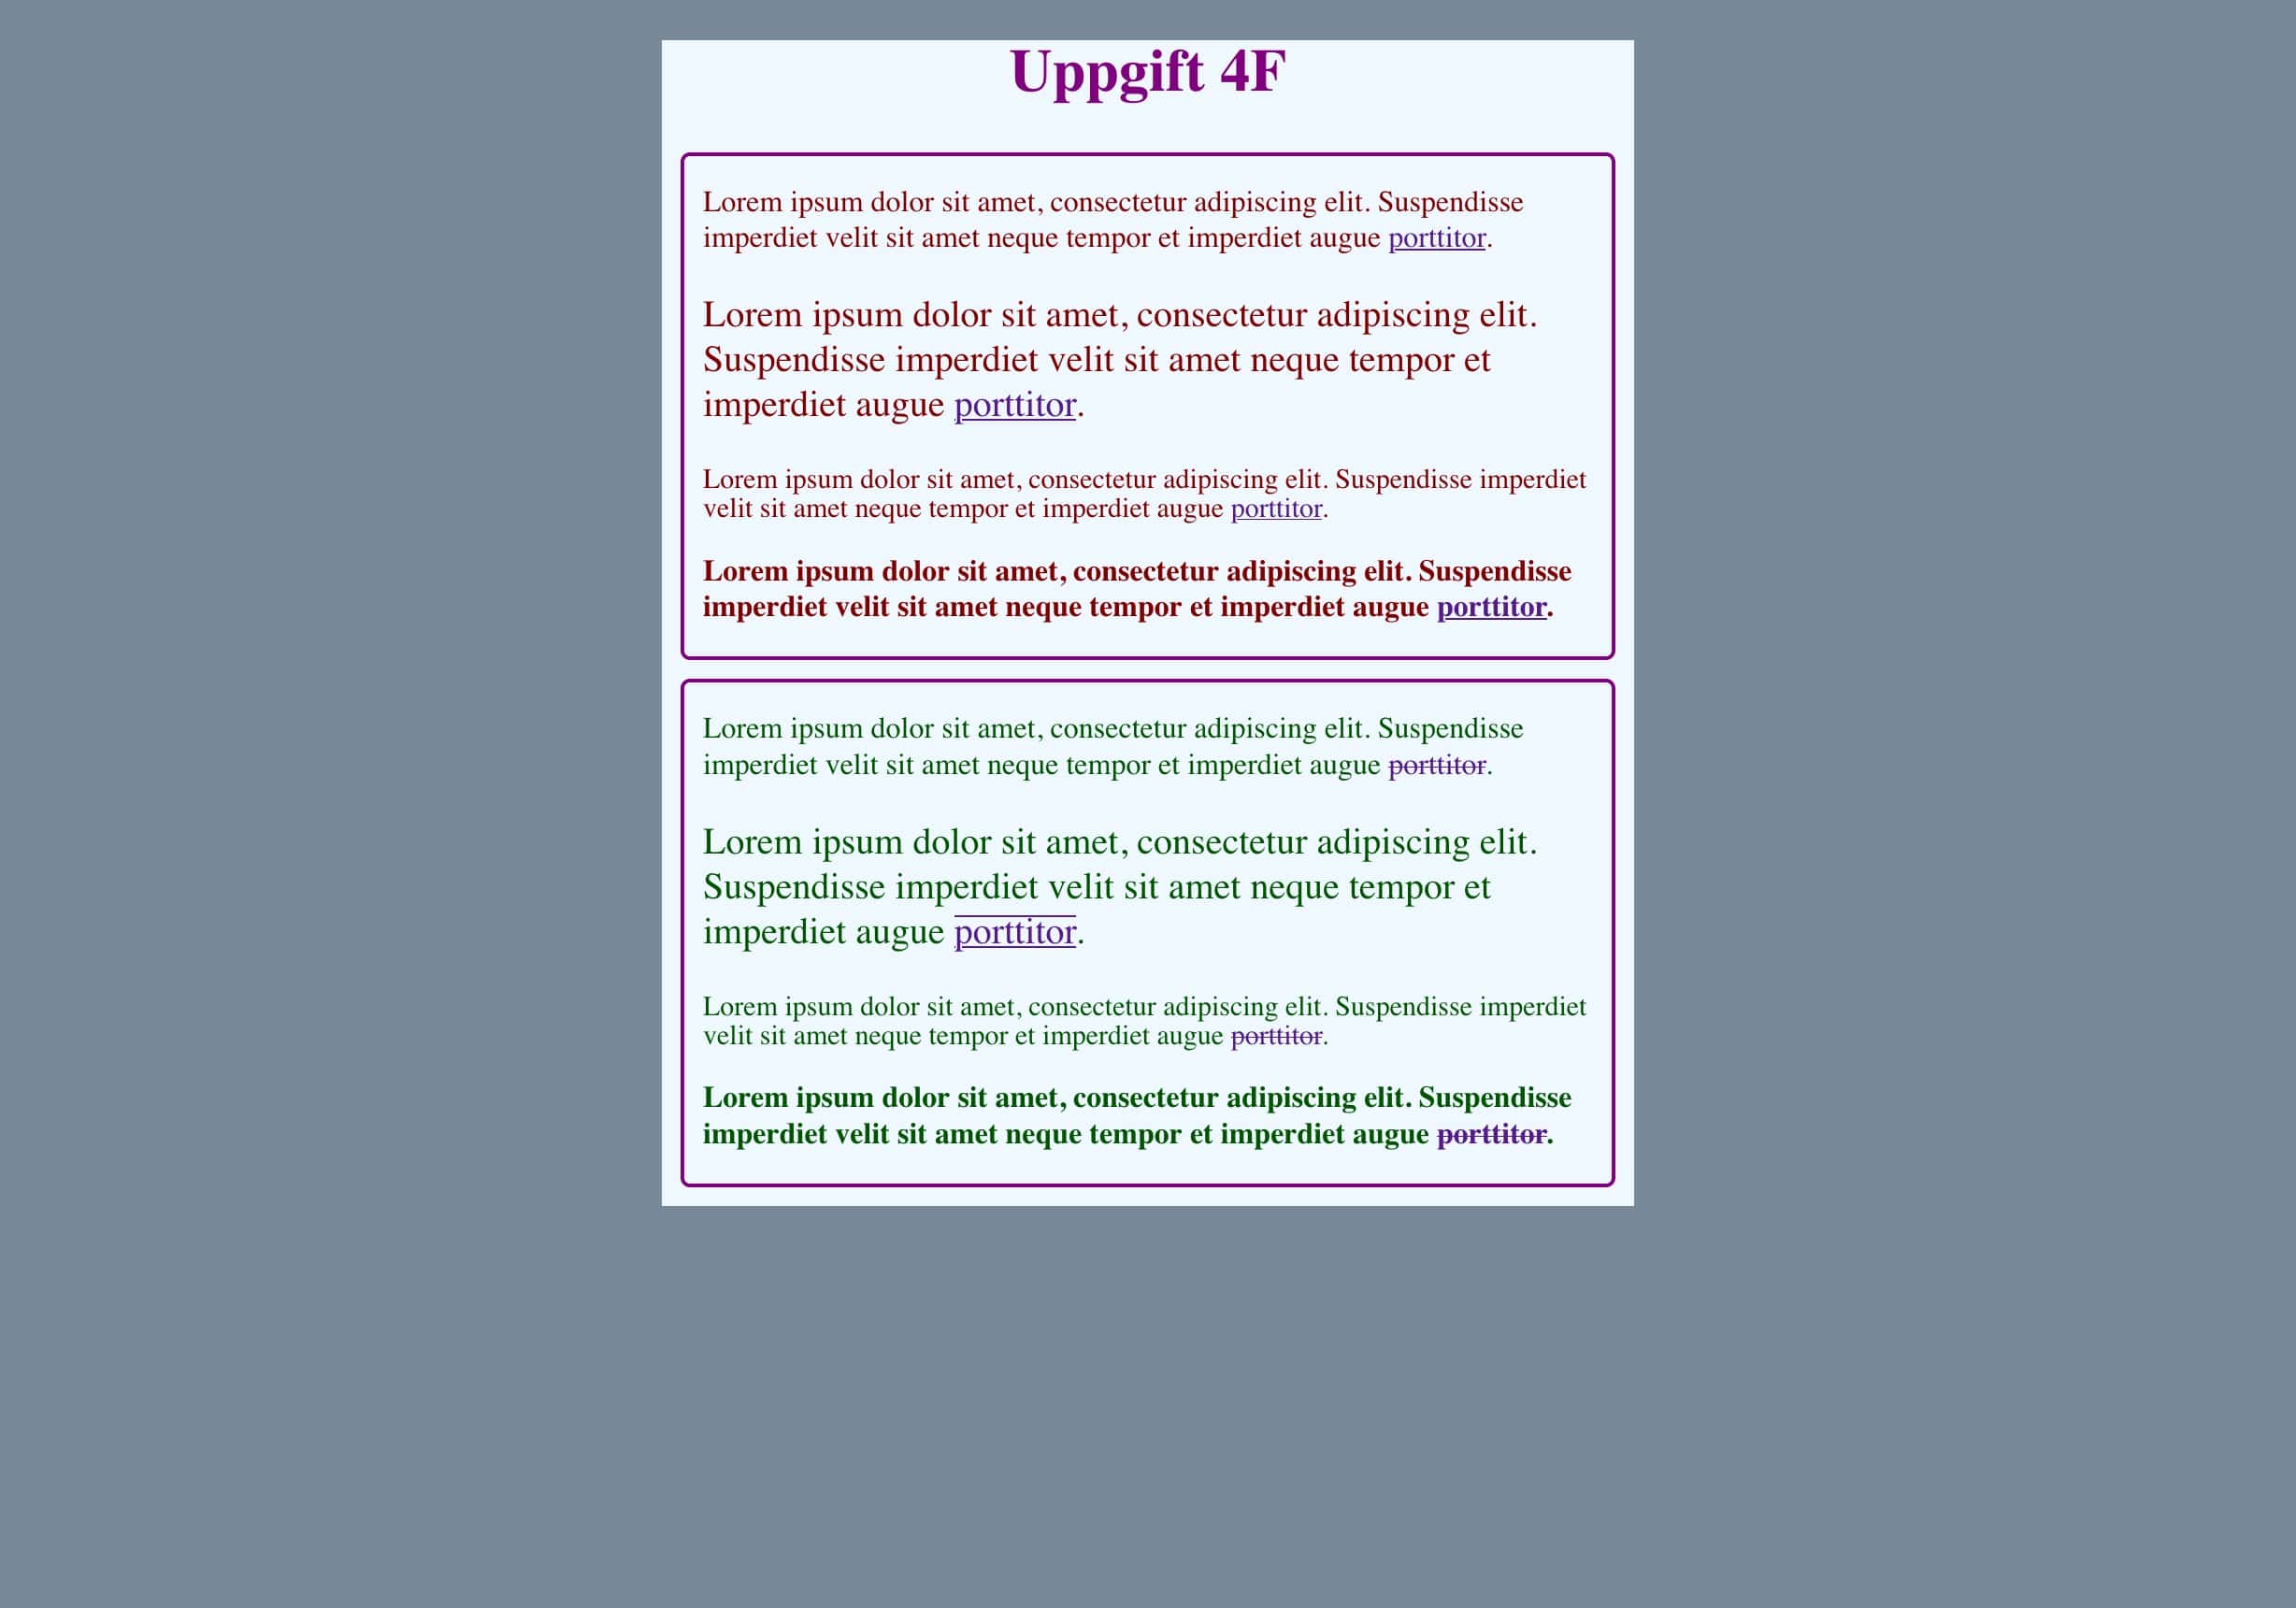 Uppgift 4F
Lorem ipsum dolor sit amet, consectetur adipiscing elit. Suspendisse
imperdiet velit sit amet neque tempor et imperdiet augue porttitor.
Lorem ipsum dolor sit amet, consectetur adipiscing elit.
Suspendisse imperdiet velit sit amet neque tempor et
imperdiet augue porttitor.
Lorem ipsum dolor sit amet, consectetur adipiscing elit. Suspendisse imperdiet
velit sit amet neque tempor et imperdiet augue porttitor.
Lorem ipsum dolor sit amet, consectetur adipiscing elit. Suspendisse
imperdiet velit sit amet neque tempor et imperdiet augue porttitor.
Lorem ipsum dolor sit amet, consectetur adipiscing elit. Suspendisse
imperdiet velit sit amet neque tempor et imperdiet augue porttitor.
Lorem ipsum dolor sit amet, consectetur adipiscing elit.
Suspendisse imperdiet velit sit amet neque tempor et
imperdiet augue porttitor.
Lorem ipsum dolor sit amet, consectetur adipiscing elit. Suspendisse imperdiet
velit sit amet neque tempor et imperdiet augue porttitor.
Lorem ipsum dolor sit amet, consectetur adipiscing elit. Suspendisse
imperdiet velit sit amet neque tempor et imperdiet augue porttitor.